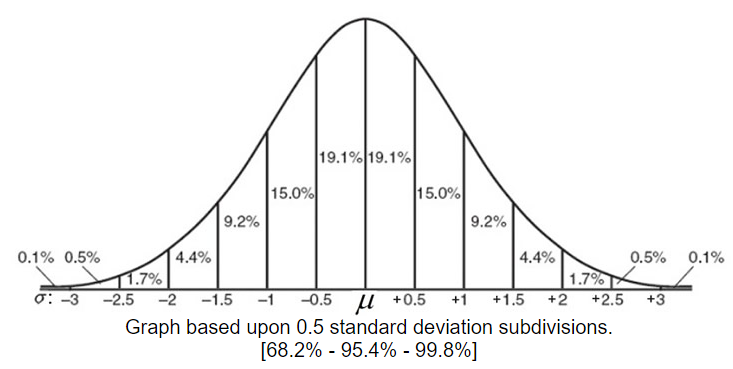 19.1% 19.1%
15.0% 15.0%
9.2% 9.2%
0.1% 0.5% 4.4% 4.4% 0.5% 0.1%
1.7% 1.7%
σ: −3 −2.5 −2 −1.5 −1 −0.5 μ +0.5 +1 +1.5 +2 +2.5 +3
Graph based upon 0.5 standard deviation subdivisions.
[68.2% - 95.4% - 99.8%]